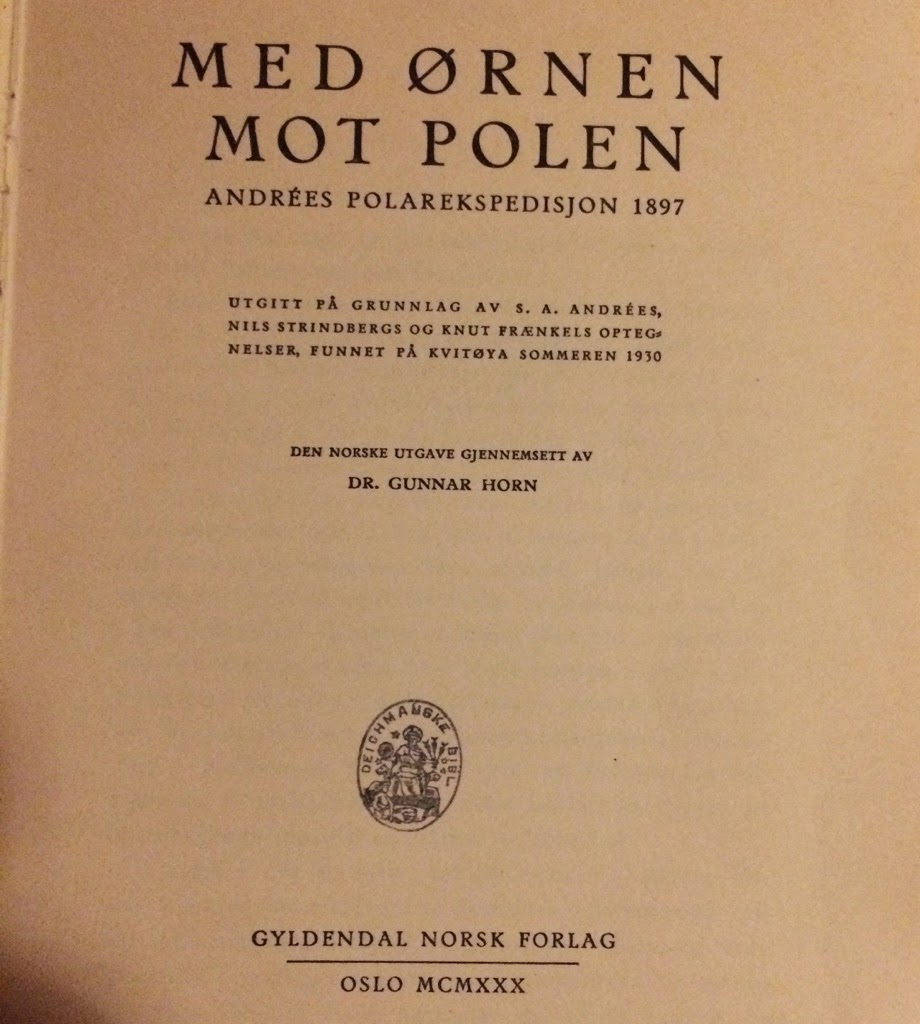 MED ØRNEN
MOT POLEN
ANDRÉES POLAREKSPEDISJON 1897
UTGITT PÅ GRUNNLAG AV S. A. ANDRÉES,
NILS STRINDBERGS OG KNUT FRÆNKELS OPTEG-
NELSER, FUNNET PÅ KVITØYA SOMMEREN 1930
DEN NORSKE UTGAVE GJENNEMSETT AV
DR. GUNNAR HORN
DEICHMANSKE BIBL
GYLDENDAL NORSK FORLAG
OSLO MCMXXX